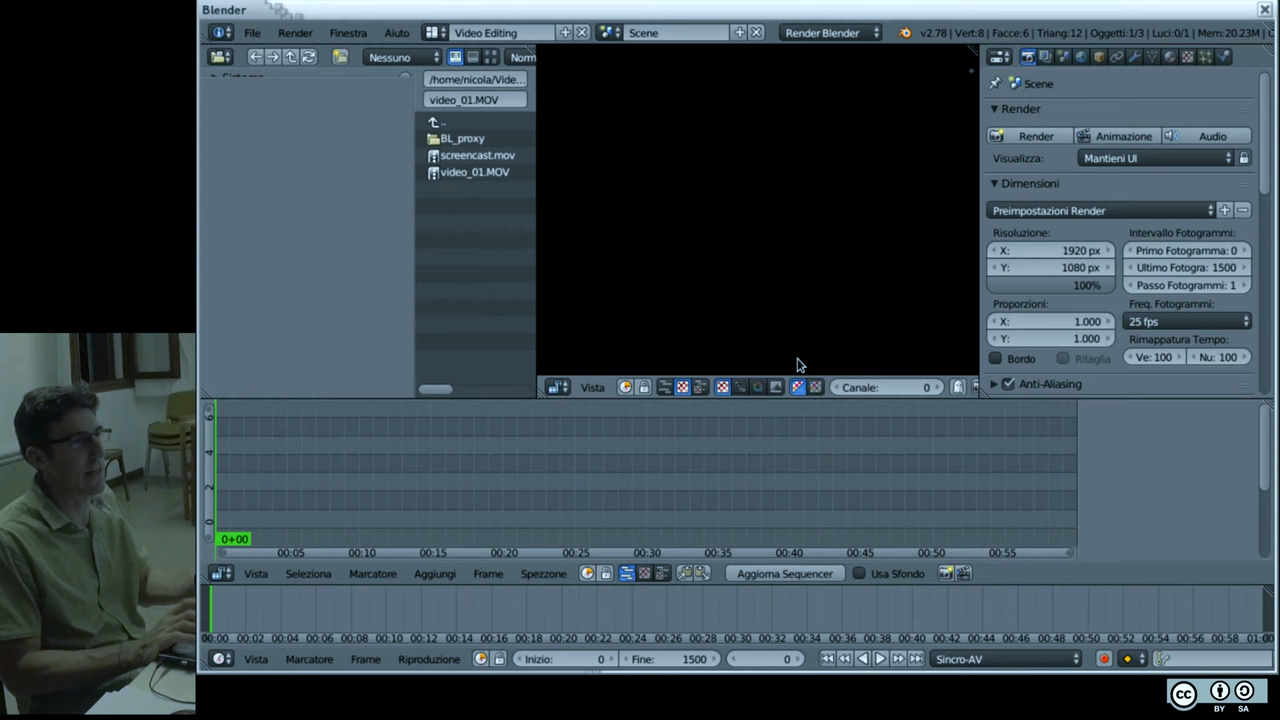 Blender
File Render Finestra Aiuto Video Editing Scene Render Blender v2.78 | Vert:8 | Facce:6 | Triang:12 | Oggetti:1/3 | Luci:0/1 | Mem:20.23M
Nessuno Norm
/home/nicola/Vide...
video_01.MOV
..
BL_proxy
screencast.mov
video_01.MOV
Scene
Render
Render Animazione Audio
Visualizza: Mantieni UI
Dimensioni
Preimpostazioni Render
Risoluzione: Intervallo Fotogrammi:
X: 1920 px Primo Fotogramma: 0
Y: 1080 px Ultimo Fotogra: 1500
100% Passo Fotogrammi: 1
Proporzioni: Freq. Fotogrammi:
X: 1.000 25 fps
Y: 1.000 Rimappatura Tempo:
Bordo Ritaglia Ve: 100 Nu: 100
Anti-Aliasing
Vista Canale: 0
6
4
2
0
0+00
00:05 00:10 00:15 00:20 00:25 00:30 00:35 00:40 00:45 00:50 00:55
Vista Seleziona Marcatore Aggiungi Frame Spezzone Aggiorna Sequencer Usa Sfondo
00:00 00:02 00:04 00:06 00:08 00:10 00:12 00:14 00:16 00:18 00:20 00:22 00:24 00:26 00:28 00:30 00:32 00:34 00:36 00:38 00:40 00:42 00:44 00:46 00:48 00:50 00:52 00:54 00:56 00:58 01:00
Vista Marcatore Frame Riproduzione Inizio: 0 Fine: 1500 0 Sincro-AV
cc BY SA